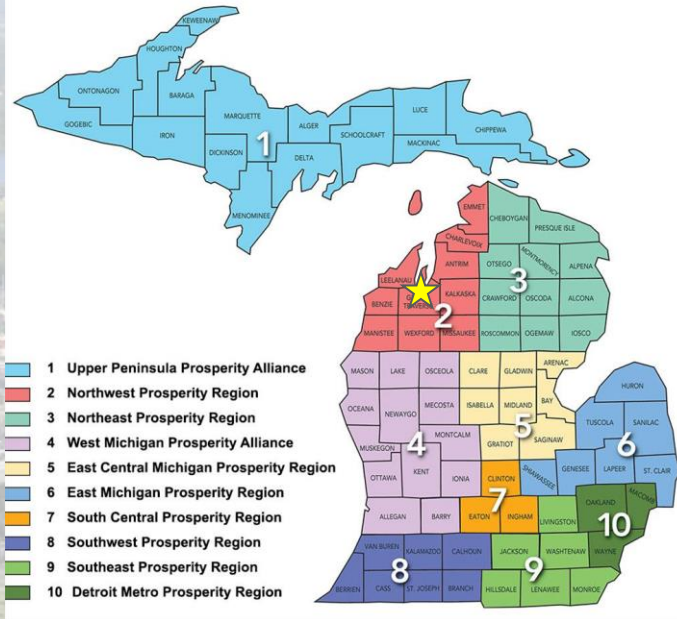 KEWEENAW
HOUGHTON
ONTONAGON
BARAGA
GOGEBIC
MARQUETTE
LUCE
ALGER
CHIPPEWA
IRON
1
SCHOOLCRAFT
MACKINAC
DICKINSON
DELTA
MENOMINEE
EMMET
CHEBOYGAN
PRESQUE ISLE
CHARLEVOIX
ANTRIM
OTSEGO
MONTMORENCY
ALPENA
LEELANAU
3
BENZIE
TRAVERSE
KALKASKA
CRAWFORD
OSCODA
ALCONA
2
MANISTEE
WEXFORD
MISSAUKEE
ROSCOMMON
OGEMAW
IOSCO
MASON
LAKE
OSCEOLA
CLARE
GLADWIN
ARENAC
HURON
OCEANA
NEWAYGO
MECOSTA
ISABELLA
MIDLAND
BAY
TUSCOLA
SANILAC
MONTCALM
5
MUSKEGON
4
GRATIOT
SAGINAW
6
OTTAWA
KENT
IONIA
CLINTON
SHIAWASSEE
GENESEE
LAPEER
ST. CLAIR
7
ALLEGAN
BARRY
EATON
INGHAM
LIVINGSTON
OAKLAND
MACOMB
10
VAN BUREN
KALAMAZOO
CALHOUN
JACKSON
WASHTENAW
WAYNE
8
9
BERRIEN
CASS
ST. JOSEPH
BRANCH
HILLSDALE
LENAWEE
MONROE
1 Upper Peninsula Prosperity Alliance
2 Northwest Prosperity Region
3 Northeast Prosperity Region
4 West Michigan Prosperity Alliance
5 East Central Michigan Prosperity Region
6 East Michigan Prosperity Region
7 South Central Prosperity Region
8 Southwest Prosperity Region
9 Southeast Prosperity Region
10 Detroit Metro Prosperity Region